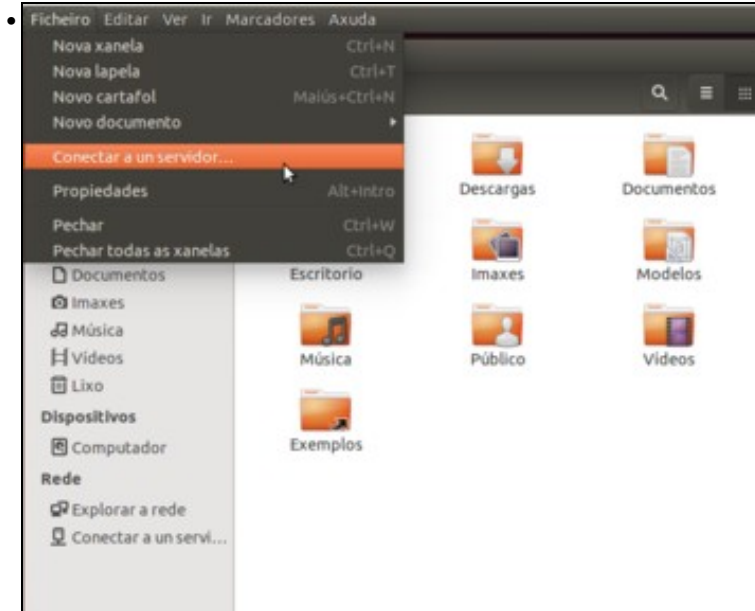 Ficheiro Editar Ver Ir Marcadores Axuda
Nova xanela Ctrl+N
Nova lapela Ctrl+T
Novo cartafol Maiús+Ctrl+N
Novo documento
Conectar a un servidor...
Propiedades Alt+Intro
Pechar Ctrl+W
Pechar todas as xanelas Ctrl+Q
Documentos
Imaxes
Música
Vídeos
Lixo
Dispositivos
Computador
Rede
Explorar a rede
Conectar a un servi...
Descargas Documentos
Escritorio Imaxes Modelos
Música Público Vídeos
Exemplos